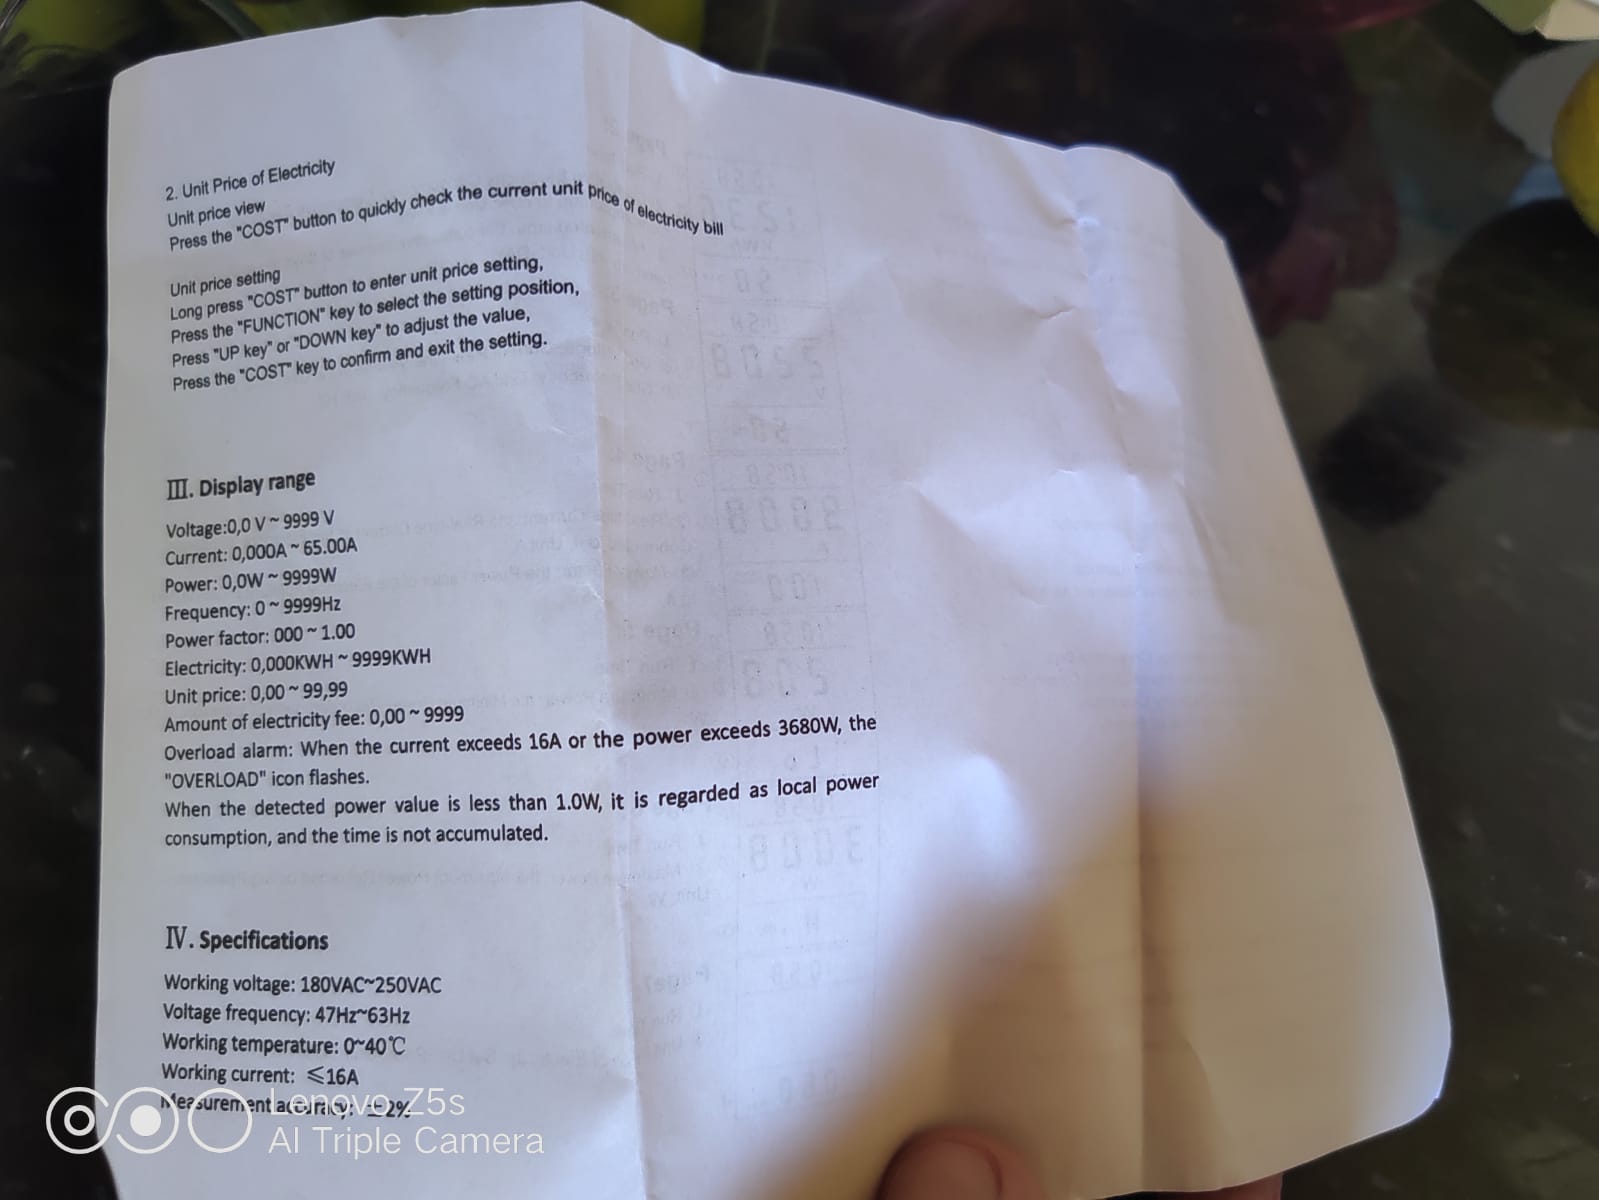 2. Unit Price of Electricity
Unit price view
Press the "COST" button to quickly check the current unit price of electricity bill
Unit price setting
Long press "COST" button to enter unit price setting,
Press the "FUNCTION" key to select the setting position,
Press "UP key" or "DOWN key" to adjust the value,
Press the "COST" key to confirm and exit the setting.
III. Display range
Voltage:0,0 V ~ 9999 V
Current: 0,000A ~ 65.00A
Power: 0,0W ~ 9999W
Frequency: 0 ~ 9999Hz
Power factor: 000 ~ 1.00
Electricity: 0,000KWH ~ 9999KWH
Unit price: 0,00 ~ 99,99
Amount of electricity fee: 0,00 ~ 9999
Overload alarm: When the current exceeds 16A or the power exceeds 3680W, the
"OVERLOAD" icon flashes.
When the detected power value is less than 1.0W, it is regarded as local power
consumption, and the time is not accumulated.
IV. Specifications
Working voltage: 180VAC~250VAC
Voltage frequency: 47Hz~63Hz
Working temperature: 0~40℃
Working current: ≤16A
Measurement accuracy: ±2%
Lenovo Z5s
AI Triple Camera